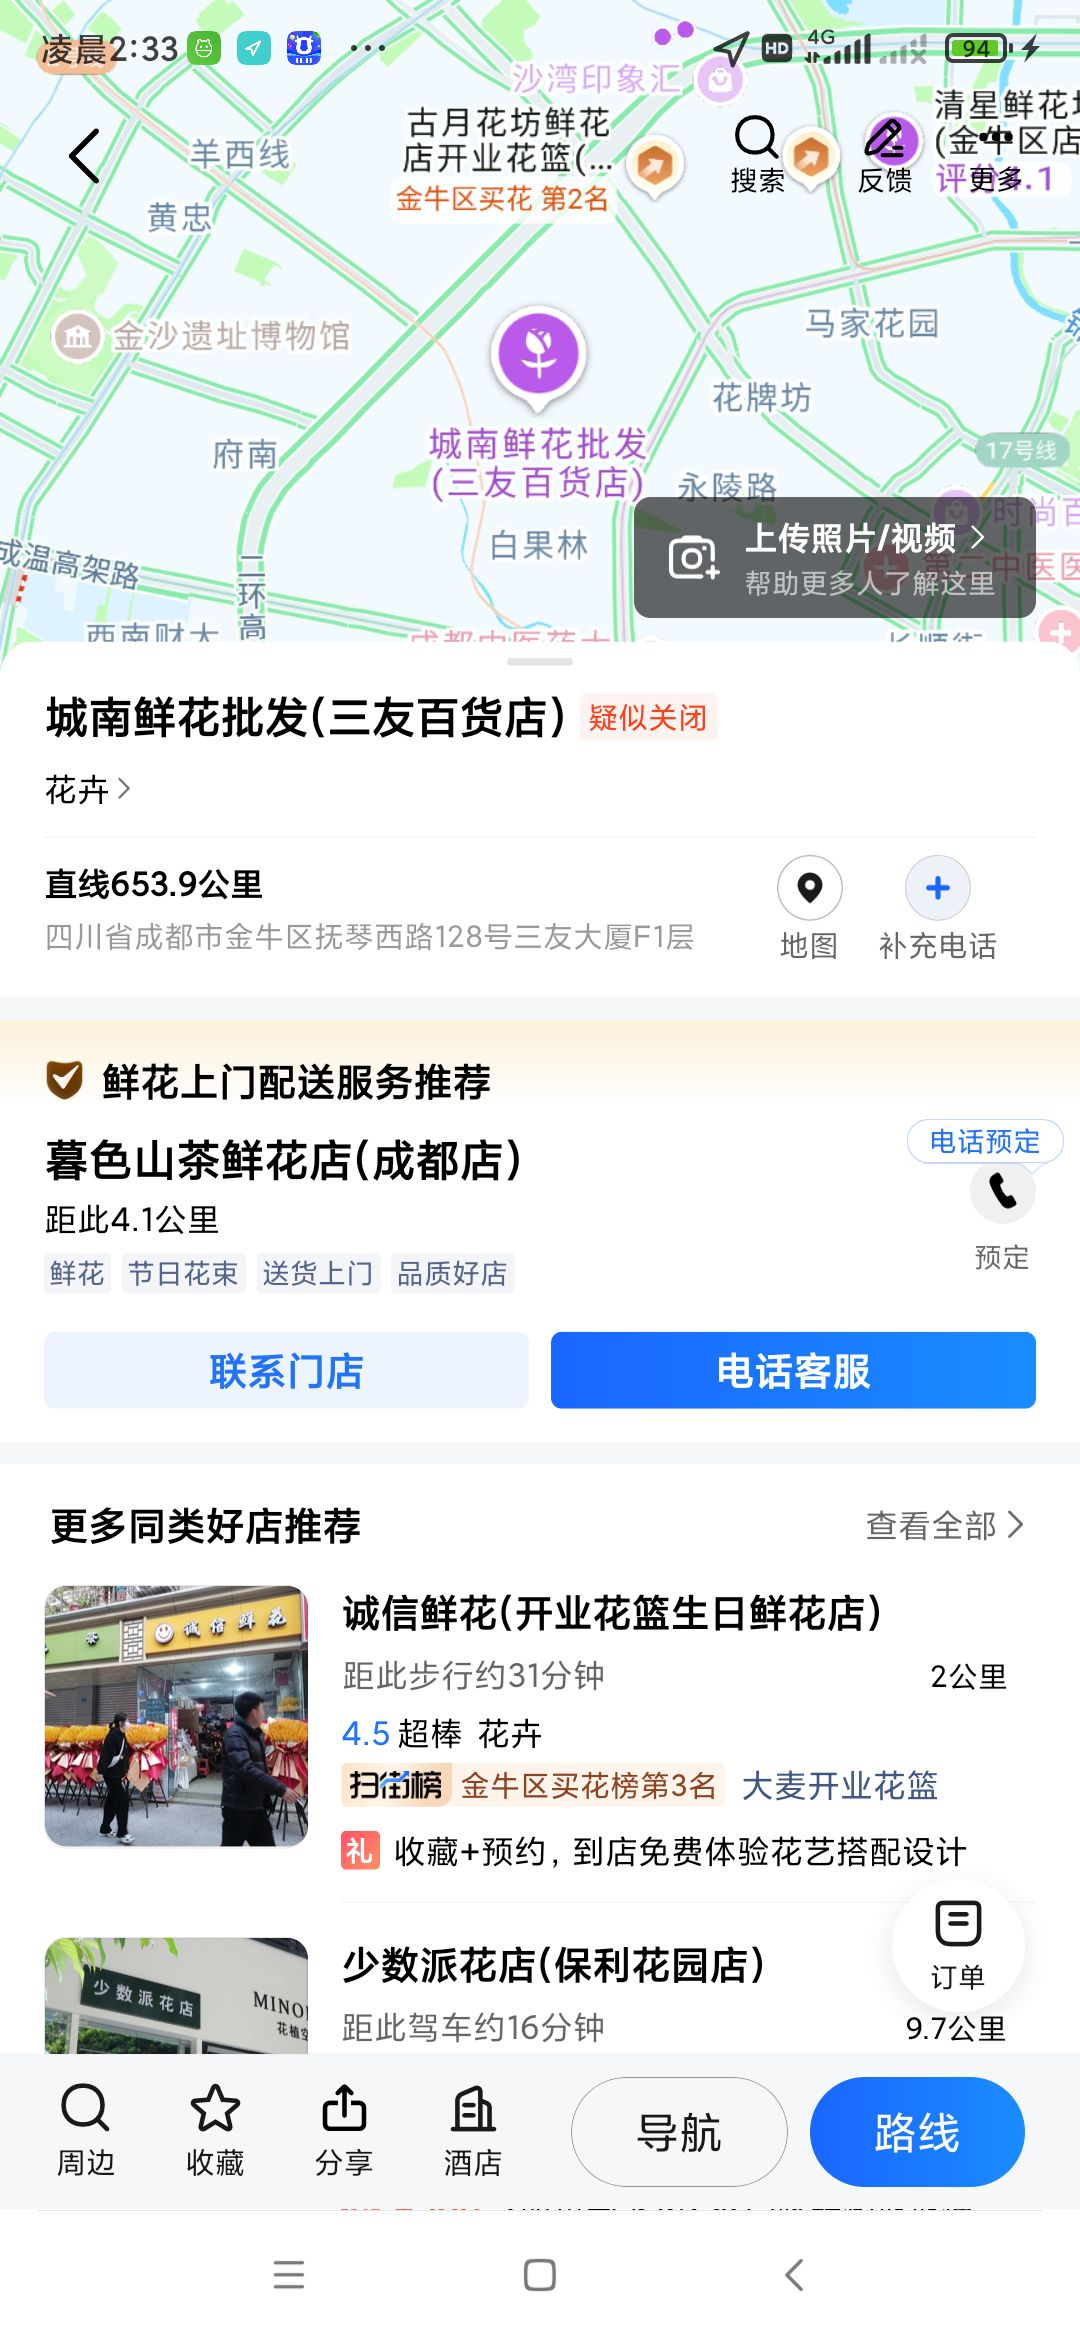 凌晨2:33
HD
4G
94
沙湾印象汇
清星鲜花坊
(金牛区店
评分4.1
古月花坊鲜花
店开业花篮(...
金牛区买花 第2名
搜索
反馈
更多
羊西线
黄忠
金沙遗址博物馆
马家花园
花牌坊
府南
城南鲜花批发
(三友百货店)
17号线
永陵路
时尚百
白果林
上传照片/视频
帮助更多人了解这里
成温高架路
二环高
西南财大
城南鲜花批发(三友百货店)
疑似关闭
花卉
直线653.9公里
四川省成都市金牛区抚琴西路128号三友大厦F1层
地图
补充电话
鲜花上门配送服务推荐
暮色山茶鲜花店(成都店)
电话预定
距此4.1公里
预定
鲜花 节日花束 送货上门 品质好店
联系门店
电话客服
更多同类好店推荐
查看全部
诚信鲜花
茶
诚信鲜花(开业花篮生日鲜花店)
距此步行约31分钟
2公里
4.5 超棒 花卉
扫街榜 金牛区买花榜第3名 大麦开业花篮
礼 收藏+预约，到店免费体验花艺搭配设计
少数派花店
MINO
花植空
少数派花店(保利花园店)
距此驾车约16分钟
9.7公里
订单
周边
收藏
分享
酒店
导航
路线